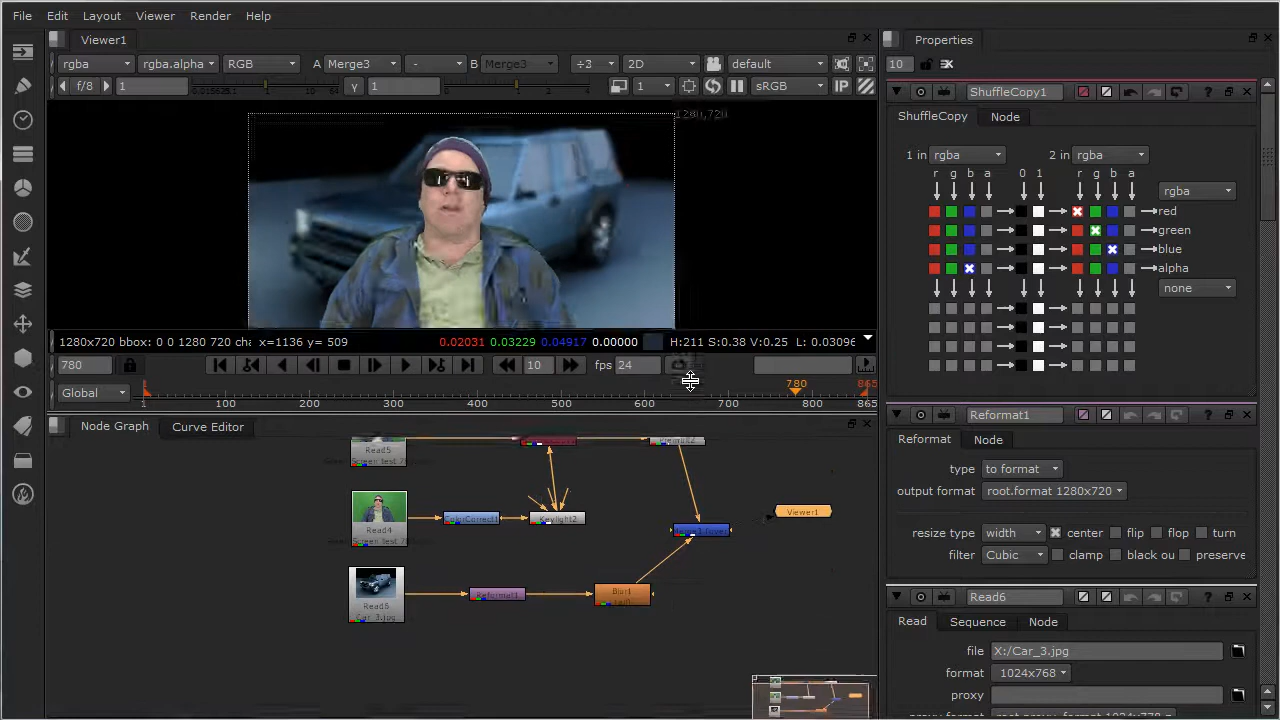 File Edit Layout Viewer Render Help
Viewer1
Properties
rgba rgba.alpha RGB A Merge3 - B Merge3 ÷3 2D default
10
f/8 1 γ 1 1 sRGB IP
ShuffleCopy1
ShuffleCopy Node
1280,720
1 in rgba 2 in rgba
r g b a 0 1 r g b a
rgba
red
green
blue
alpha
none
1280x720 bbox: 0 0 1280 720 cha x=1136 y= 509 0.02031 0.03229 0.04917 0.00000 H:211 S:0.38 V:0.25 L: 0.03096
780 10 fps 24
Global 780 865
1 100 200 300 400 500 600 700 800 865
Node Graph Curve Editor
Reformat1
Reformat Node
type to format
output format root.format 1280x720
resize type width center flip flop turn
filter Cubic clamp black ou preserve
Read5
Read4
ColorCorrect1
Keylight2
Viewer1
Read6
Car_3.jpg
Reformat1
Blur1
Read6
Read Sequence Node
file X:/Car_3.jpg
format 1024x768
proxy